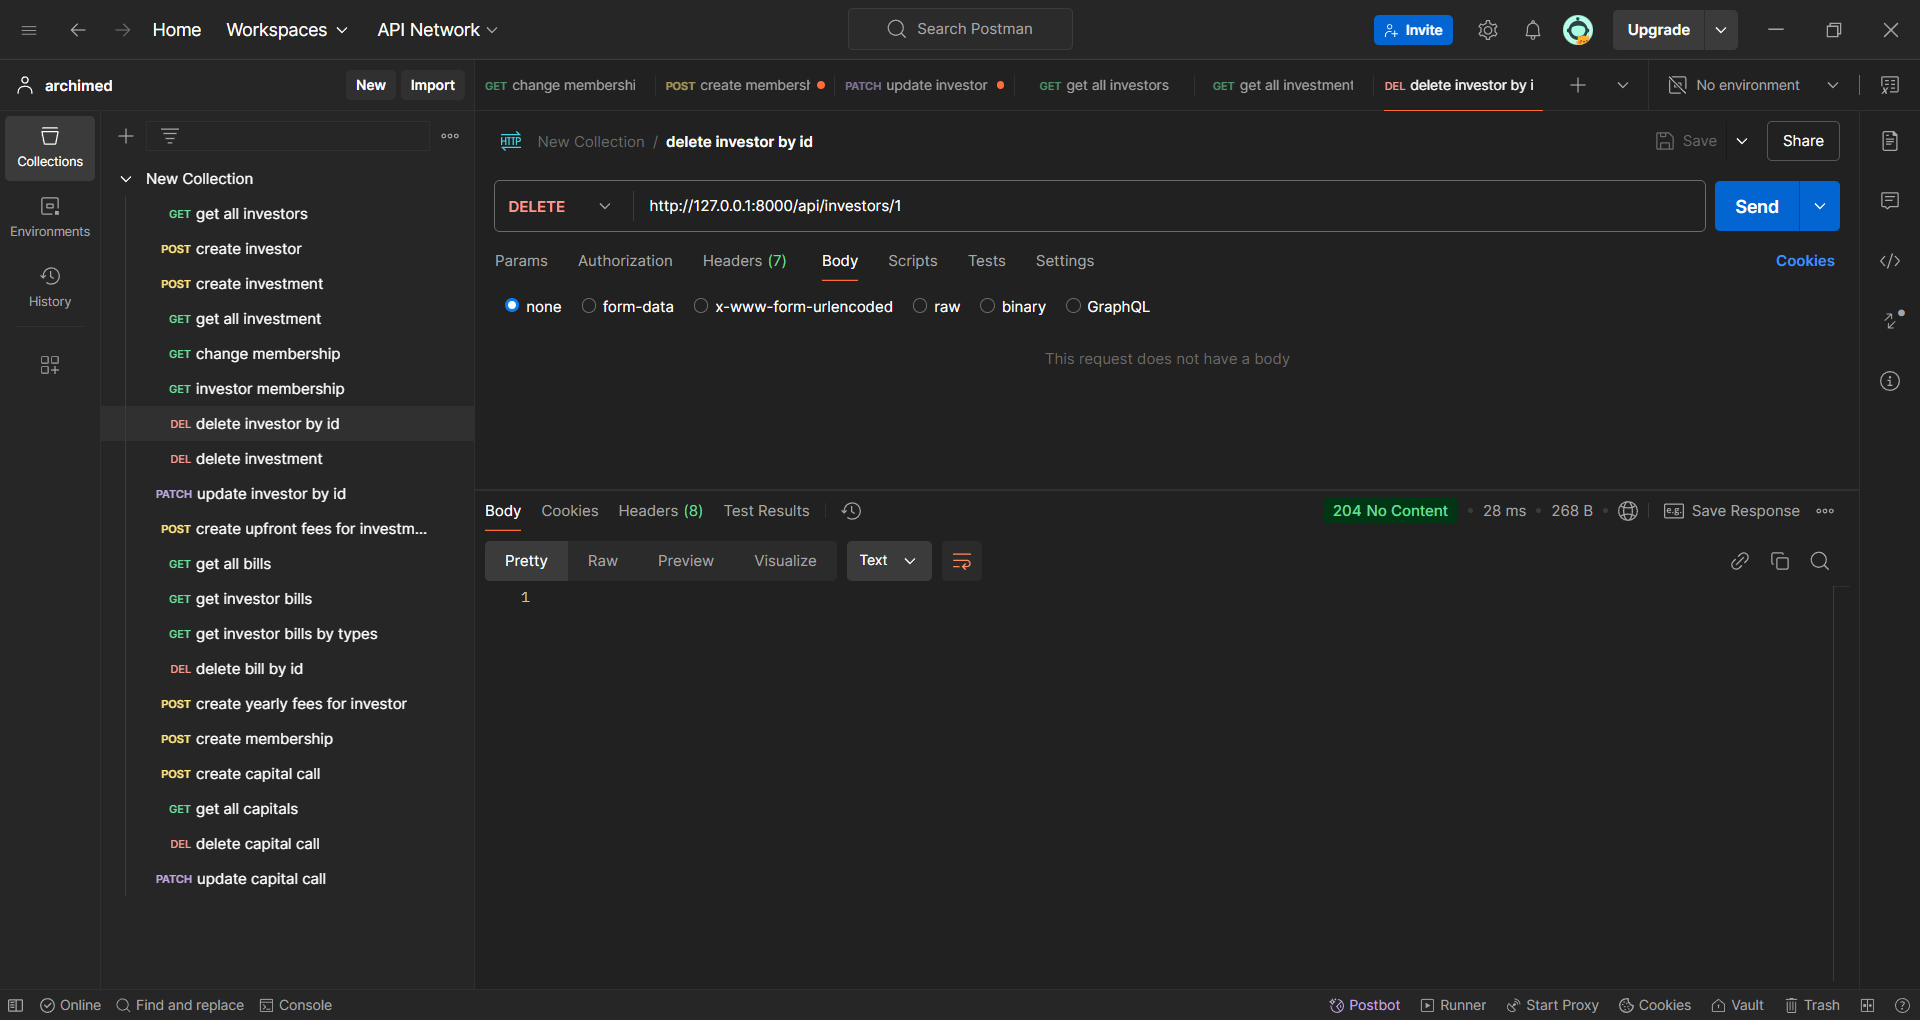 Home
Workspaces
API Network
Search Postman
Invite
Upgrade
archimed
New
Import
GET change membershi
POST create membersh
PATCH update investor
GET get all investors
GET get all investment
DEL delete investor by i
No environment
Collections
Environments
History
New Collection
GET get all investors
POST create investor
POST create investment
GET get all investment
GET change membership
GET investor membership
DEL delete investor by id
DEL delete investment
PATCH update investor by id
POST create upfront fees for investm...
GET get all bills
GET get investor bills
GET get investor bills by types
DEL delete bill by id
POST create yearly fees for investor
POST create membership
POST create capital call
GET get all capitals
DEL delete capital call
PATCH update capital call
HTTP New Collection / delete investor by id
Save
Share
DELETE http://127.0.0.1:8000/api/investors/1
Send
Params Authorization Headers (7) Body Scripts Tests Settings
Cookies
none form-data x-www-form-urlencoded raw binary GraphQL
This request does not have a body
Body Cookies Headers (8) Test Results
204 No Content 28 ms 268 B
e.g. Save Response
Pretty Raw Preview Visualize Text
1
Online Find and replace Console
Postbot Runner Start Proxy Cookies Vault Trash